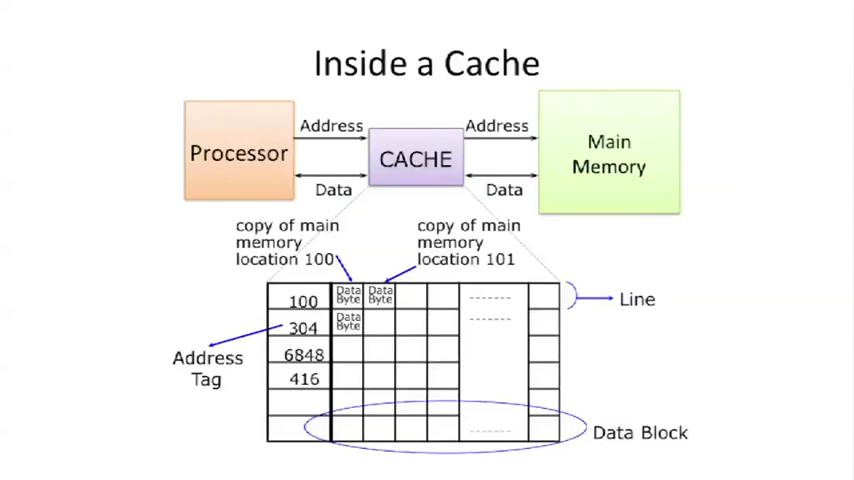 Inside a Cache
Processor
Address
CACHE
Address
Main
Memory
Data
Data
copy of main
memory
location 100
copy of main
memory
location 101
100
Data
Byte
Data
Byte
Line
304
Data
Byte
6848
416
Address
Tag
Data Block